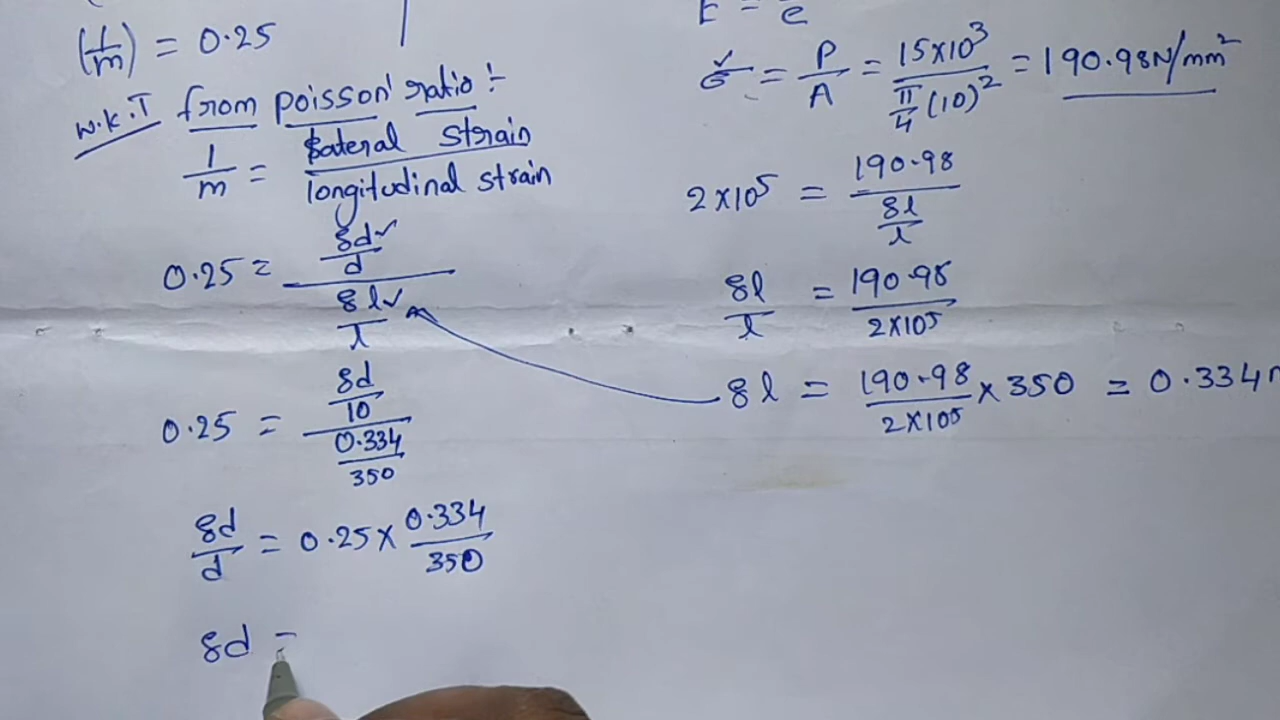 (1/m) = 0.25
w.k.T from poisson' ratio :-
1/m = lateral strain / longitudinal strain
0.25 = (δd/d) / (δl/l)
0.25 = (δd/10) / (0.334/350)
δd/d = 0.25 × 0.334/350
δd =
E = σ/e
σ = P/A = 15×10³ / (π/4 (10)²) = 190.98N/mm²
2×10⁵ = 190.98 / (δl/l)
δl/l = 190.98 / 2×10⁵
δl = 190.98 / 2×10⁵ × 350 = 0.334